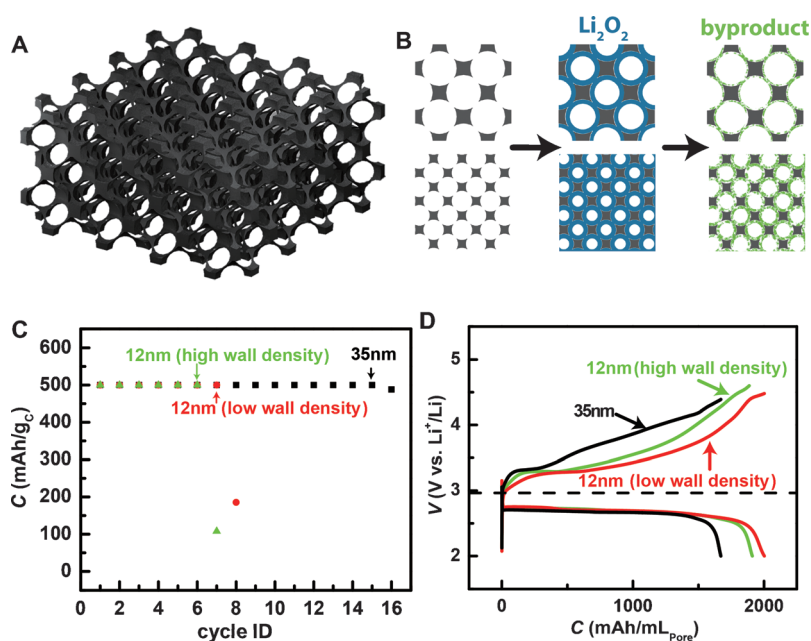 A
B
Li₂O₂
byproduct
C
600
500
400
300
200
100
0
C (mAh/g_C)
12nm (high wall density)
35nm
12nm (low wall density)
0 2 4 6 8 10 12 14 16
cycle ID
D
5
4
3
2
V (V vs. Li⁺/Li)
12nm (high wall density)
35nm
12nm (low wall density)
0 1000 2000
C (mAh/mL_Pore)